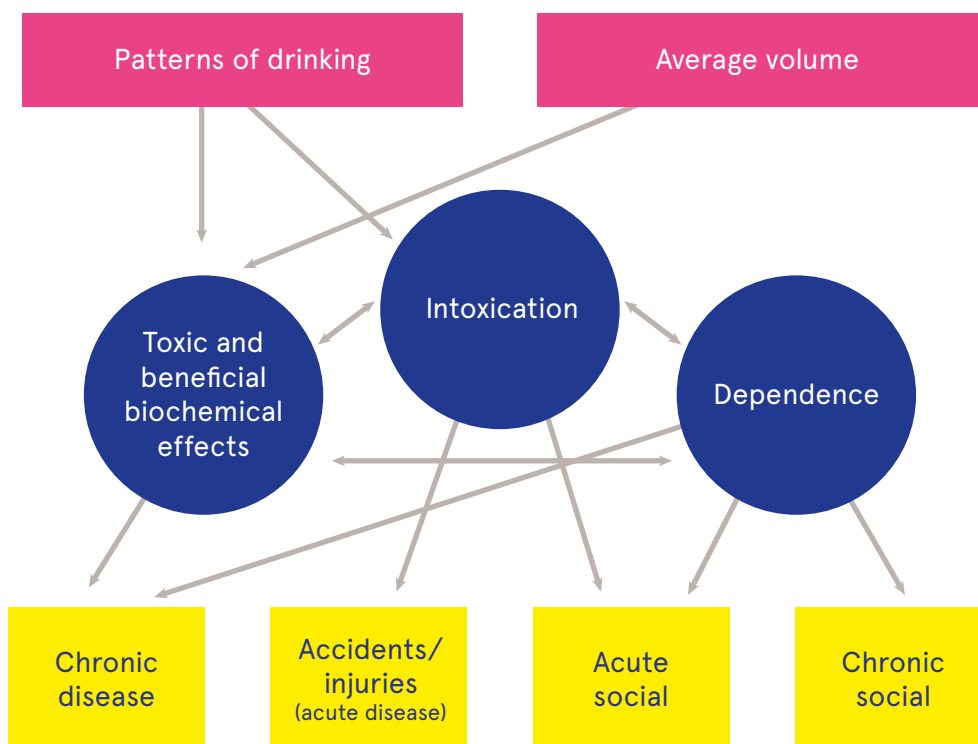 Patterns of drinking
Average volume
Intoxication
Toxic and
beneficial
biochemical
effects
Dependence
Chronic
disease
Accidents/
injuries
(acute disease)
Acute
social
Chronic
social